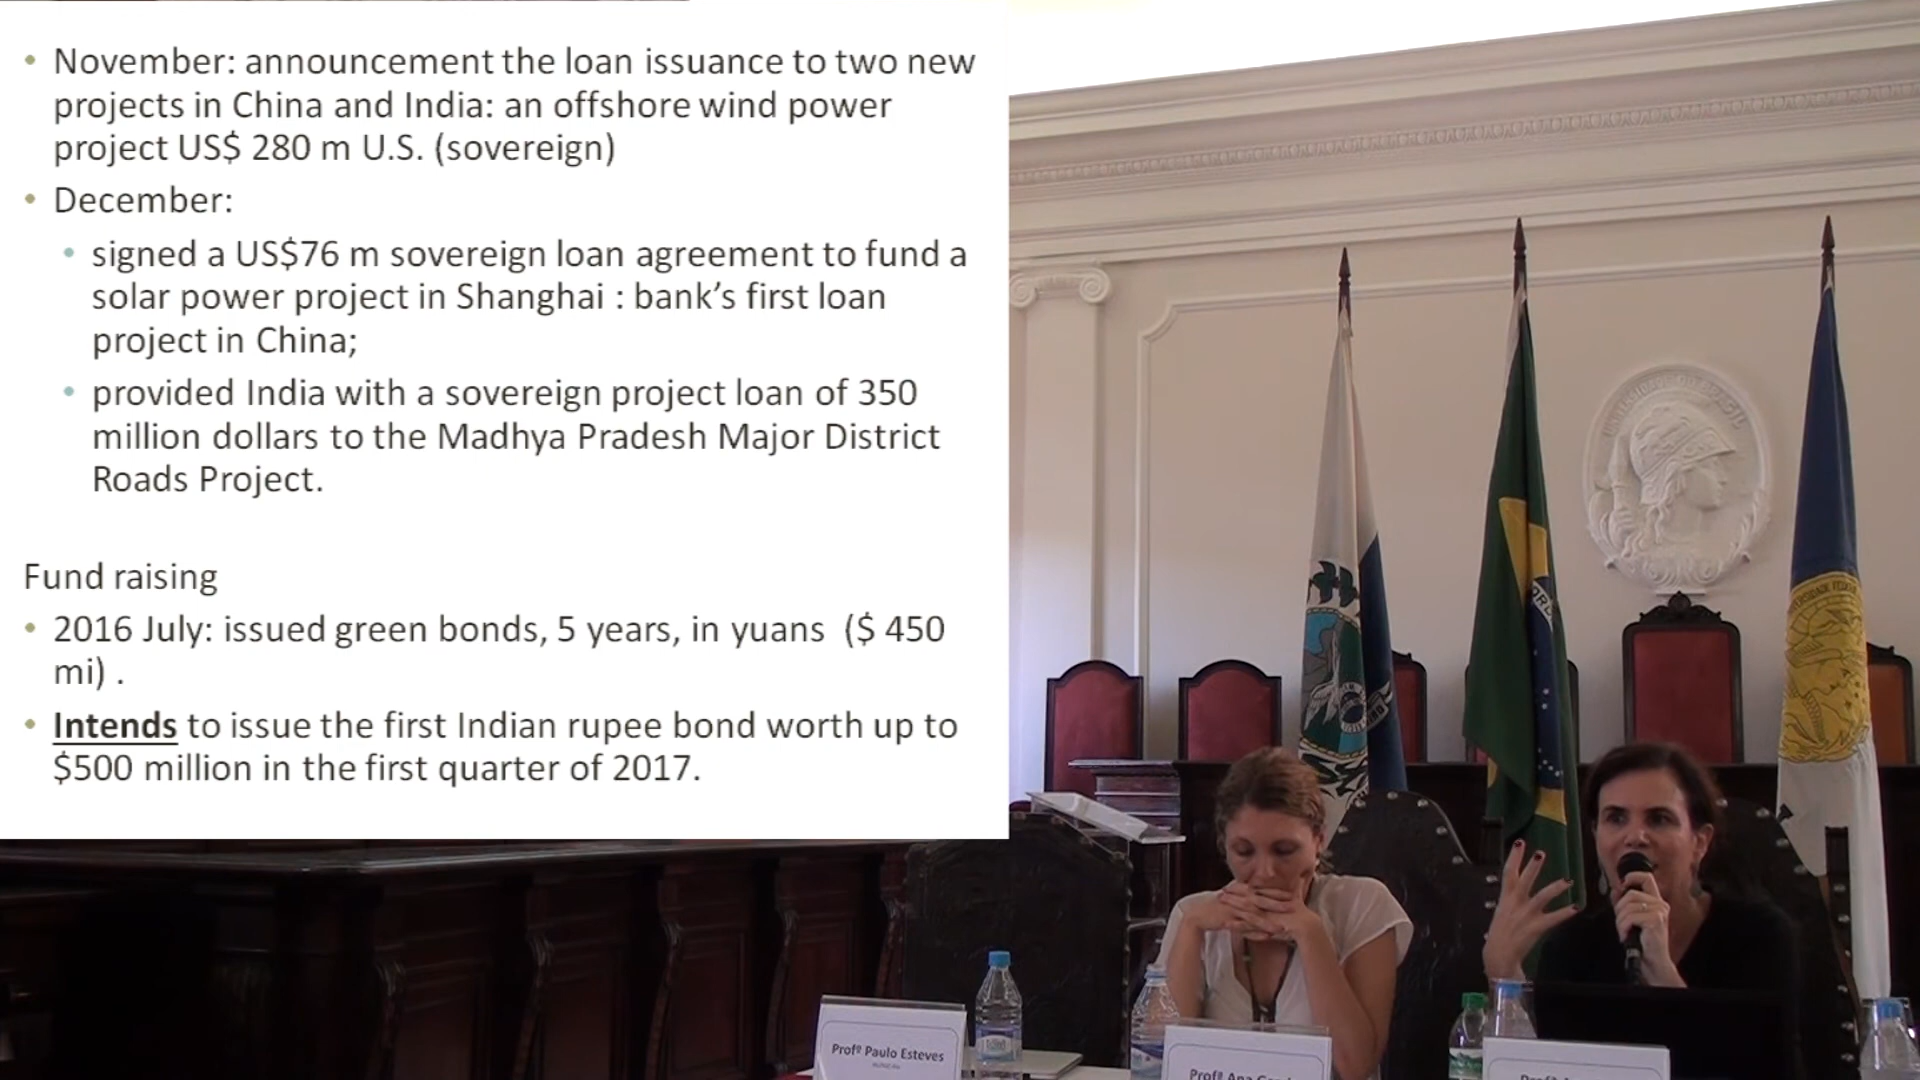 November: announcement the loan issuance to two new
projects in China and India: an offshore wind power
project US$ 280 m U.S. (sovereign)
December:
signed a US$76 m sovereign loan agreement to fund a
solar power project in Shanghai : bank's first loan
project in China;
provided India with a sovereign project loan of 350
million dollars to the Madhya Pradesh Major District
Roads Project.
Fund raising
2016 July: issued green bonds, 5 years, in yuans ($ 450
mi) .
Intends to issue the first Indian rupee bond worth up to
$500 million in the first quarter of 2017.
Profº Paulo Esteves
Profª Ana